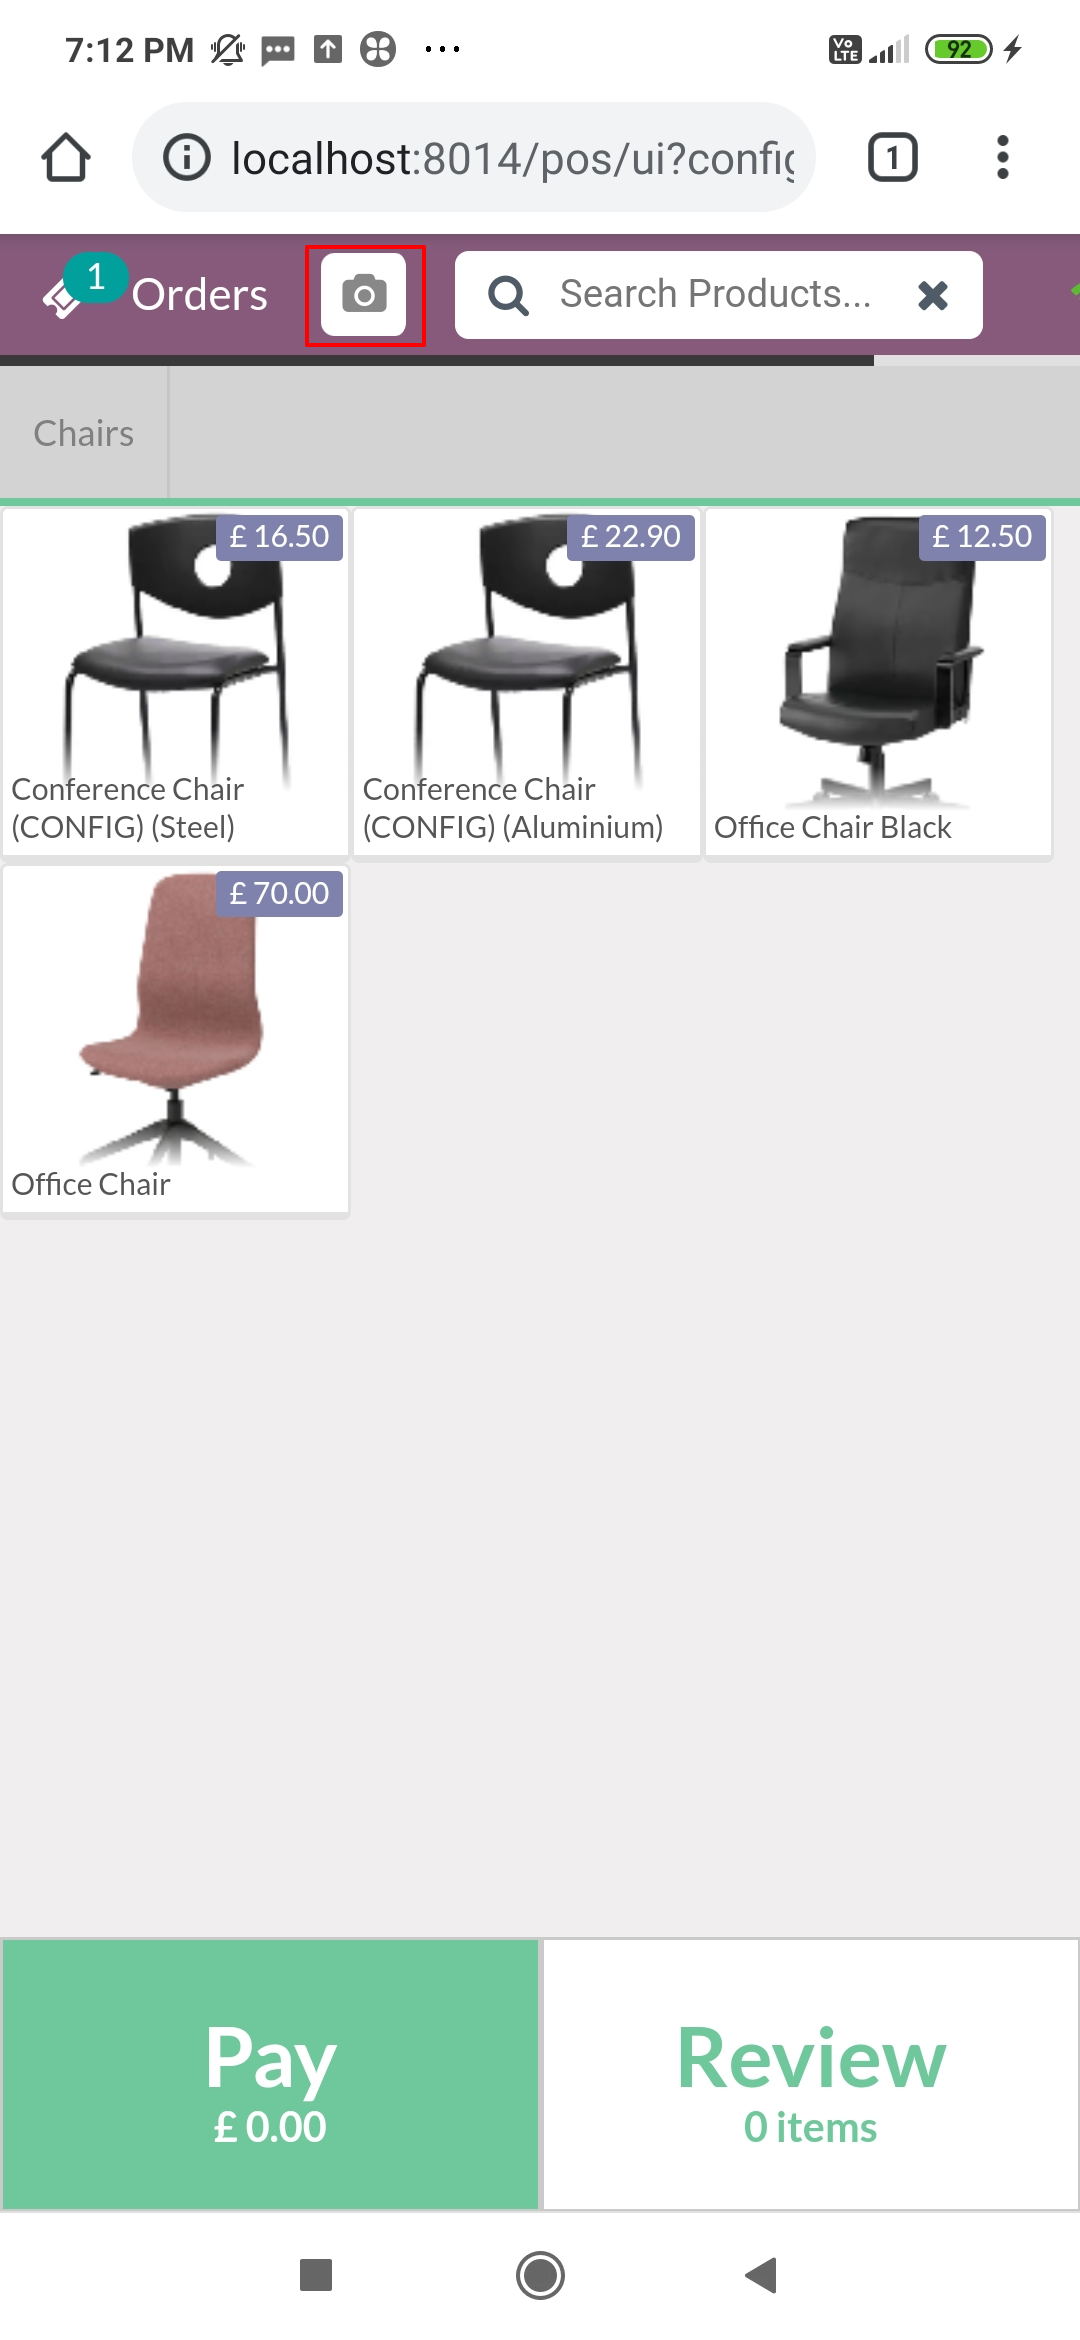 7:12 PM
Vo
LTE
92
localhost:8014/pos/ui?config
1
1
Orders
Search Products...
Chairs
£ 16.50
£ 22.90
£ 12.50
Conference Chair
(CONFIG) (Steel)
Conference Chair
(CONFIG) (Aluminium)
Office Chair Black
£ 70.00
Office Chair
Pay
£ 0.00
Review
0 items